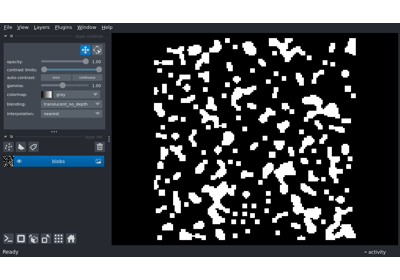 File View Layers Plugins Window Help
opacity: 1.00
contrast limits:
auto-contrast: once continuous
gamma: 1.00
colormap: gray
blending: translucent_no_depth
interpolation: nearest
blobs
Ready
activity